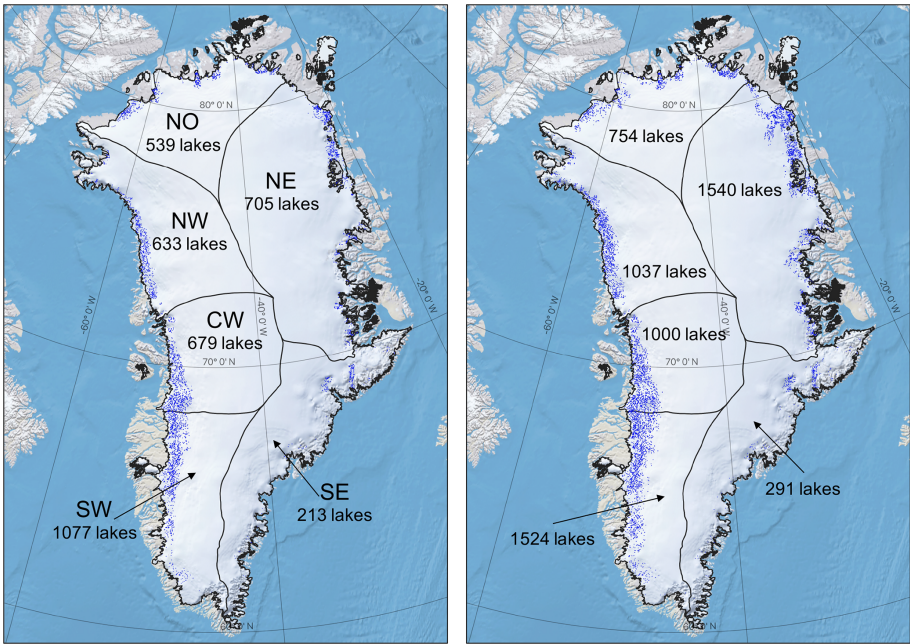 80° 0' N
NO
539 lakes
NE
705 lakes
NW
633 lakes
-60° 0' W
-40° 0' W
-20° 0' W
CW
679 lakes
70° 0' N
SW
1077 lakes
SE
213 lakes
80° 0' N
754 lakes
1540 lakes
1037 lakes
-60° 0' W
-40° 0' W
-20° 0' W
1000 lakes
70° 0' N
291 lakes
1524 lakes